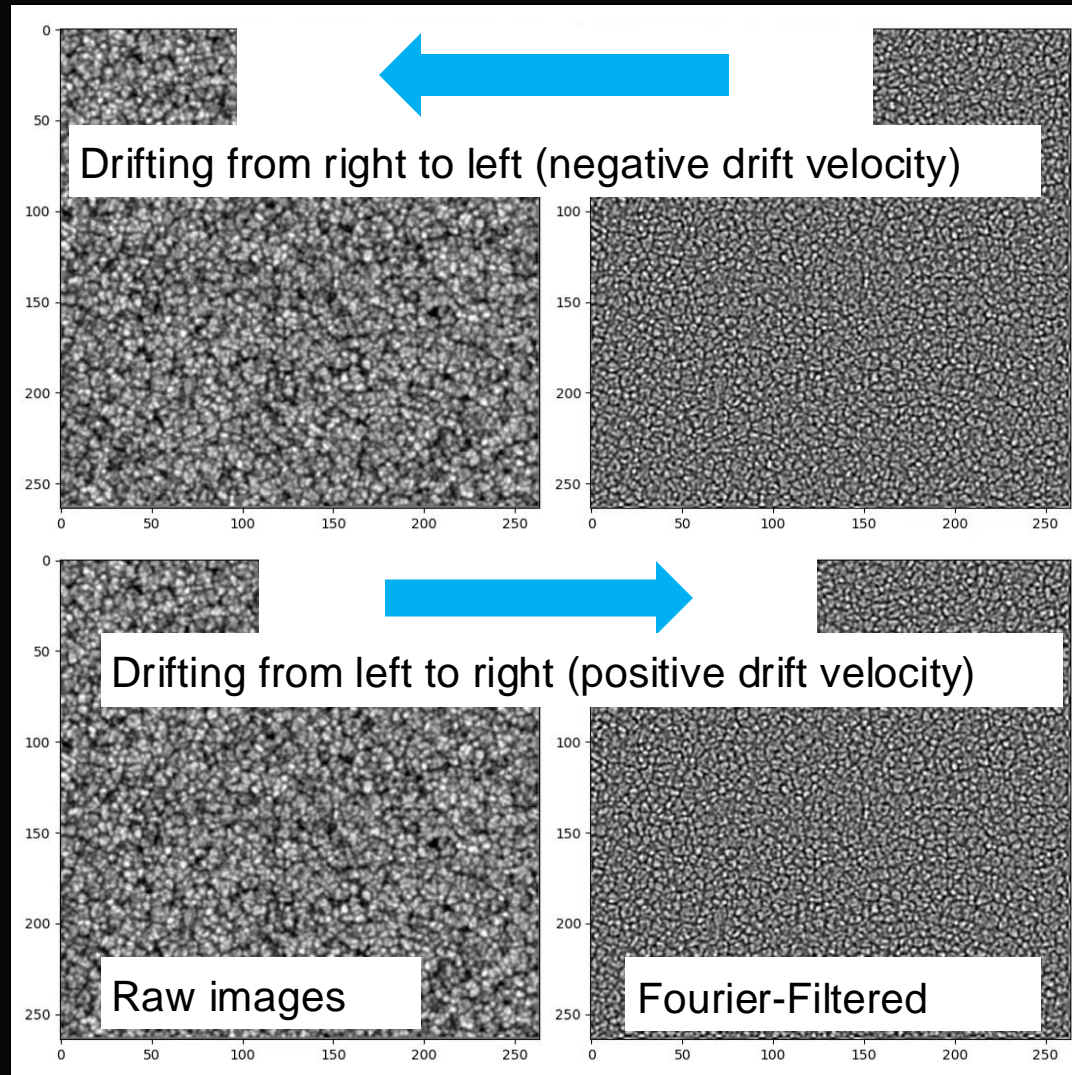 0
Drifting from right to left (negative drift velocity)
50
100
150
200
250
0 50 100 150 200 250
0 50 100 150 200 250
100
150
200
250
0
50
Drifting from left to right (positive drift velocity)
100
150
200
250
0 50 100 150 200 250
100
150
200
250
0 50 100 150 200 250
Raw images
Fourier-Filtered